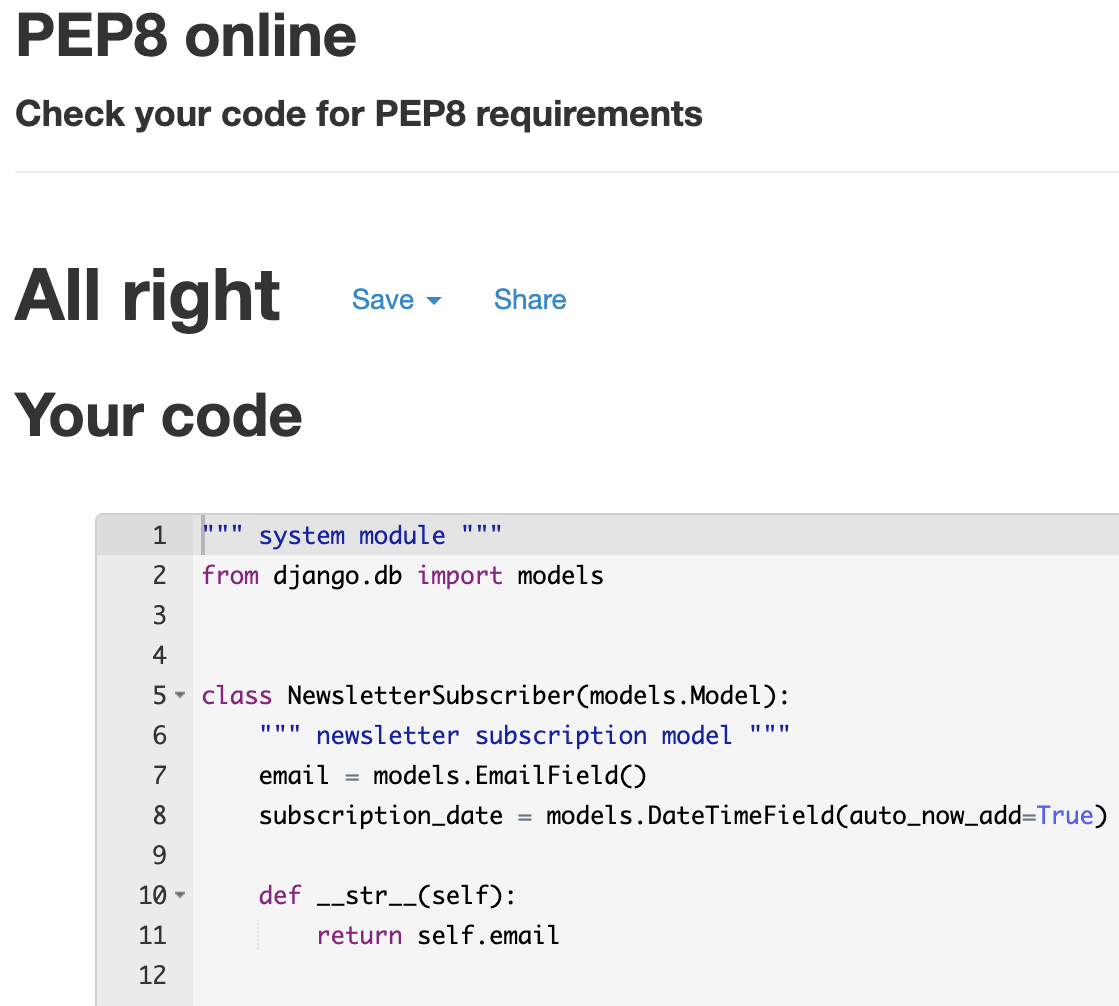 PEP8 online
Check your code for PEP8 requirements
All right Save Share
Your code
1 """ system module """
2 from django.db import models
3
4
5 class NewsletterSubscriber(models.Model):
6     """ newsletter subscription model """
7     email = models.EmailField()
8     subscription_date = models.DateTimeField(auto_now_add=True)
9
10     def __str__(self):
11         return self.email
12